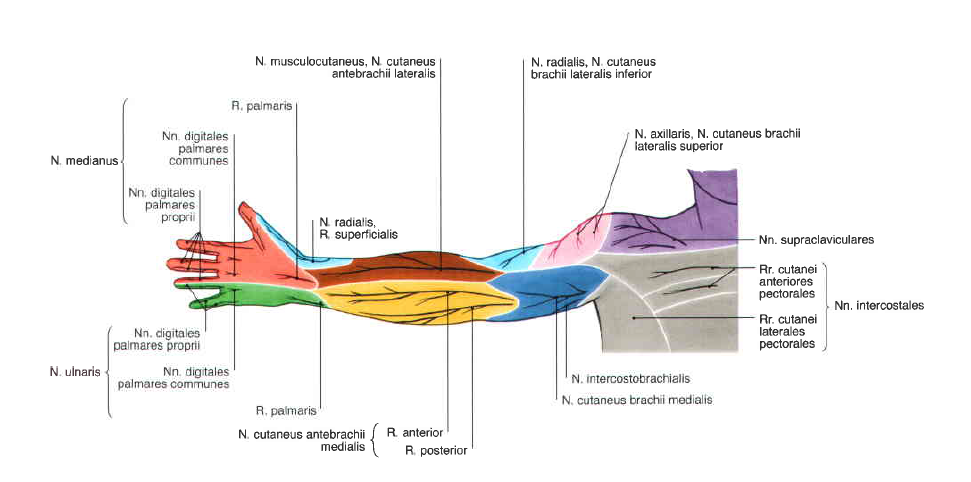 N. musculocutaneus, N. cutaneus
antebrachii lateralis
N. radialis, N. cutaneus
brachii lateralis inferior
R. palmaris
N. axillaris, N. cutaneus brachii
lateralis superior
Nn. digitales
palmares
communes
N. medianus
Nn. digitales
palmares
proprii
N. radialis,
R. superficialis
Nn. supraclaviculares
Rr. cutanei
anteriores
pectorales
Nn. intercostales
Rr. cutanei
laterales
pectorales
Nn. digitales
palmares proprii
N. ulnaris
Nn. digitales
palmares communes
N. intercostobrachialis
N. cutaneus brachii medialis
R. palmaris
N. cutaneus antebrachii
medialis
R. anterior
R. posterior